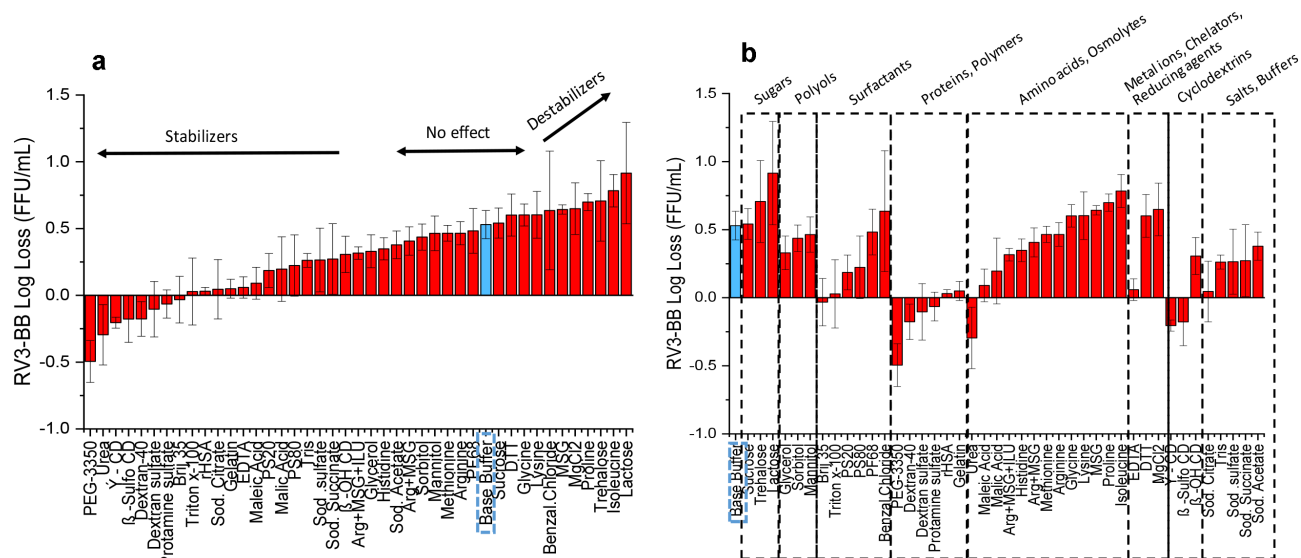 a
Stabilizers
No effect
Destabilizers
RV3-BB Log Loss (FFU/mL)
1.5
1.0
0.5
0.0
-0.5
-1.0
PEG-3350
Urea
Y - CD
ß -Sulfo CD
Dextran-40
Dextran sulfate
Protamine sulfate
Brij 35
Triton x-100
rHSA
Sod. Citrate
Gelatin
EDTA
Maleic Acid
PS20
Malic Acid
PS80
Tris
Sod. sulfate
Sod. Succinate
ß -OH CD
Arg+MSG+ILU
Glycerol
Histidine
Sod. Acetate
Arg+MSG
Sorbitol
Mannitol
Methionine
Arginine
PF68
Base Buffer
Sucrose
DTT
Glycine
Lysine
Benzal.Chloride
MSG
MgCl2
Proline
Trehalose
Isoleucine
Lactose
b
Sugars
Polyols
Surfactants
Proteins, Polymers
Amino acids, Osmolytes
Metal ions, Chelators,
Reducing agents
Cyclodextrins
Salts, Buffers
RV3-BB Log Loss (FFU/mL)
1.5
1.0
0.5
0.0
-0.5
-1.0
Base Buffer
Sucrose
Trehalose
Lactose
Glycerol
Sorbitol
Mannitol
Brij 35
Triton x-100
PS20
PS80
PF68
Benzal.Chloride
PEG-3350
Dextran-40
Dextran sulfate
Protamine sulfate
rHSA
Gelatin
Urea
Maleic Acid
Malic Acid
Arg+MSG+ILU
Histidine
Arg+MSG
Methionine
Arginine
Glycine
Lysine
MSG
Proline
Isoleucine
EDTA
DTT
MgCl2
Y - CD
ß -Sulfo CD
ß -OH CD
Sod. Citrate
Tris
Sod. sulfate
Sod. Succinate
Sod. Acetate